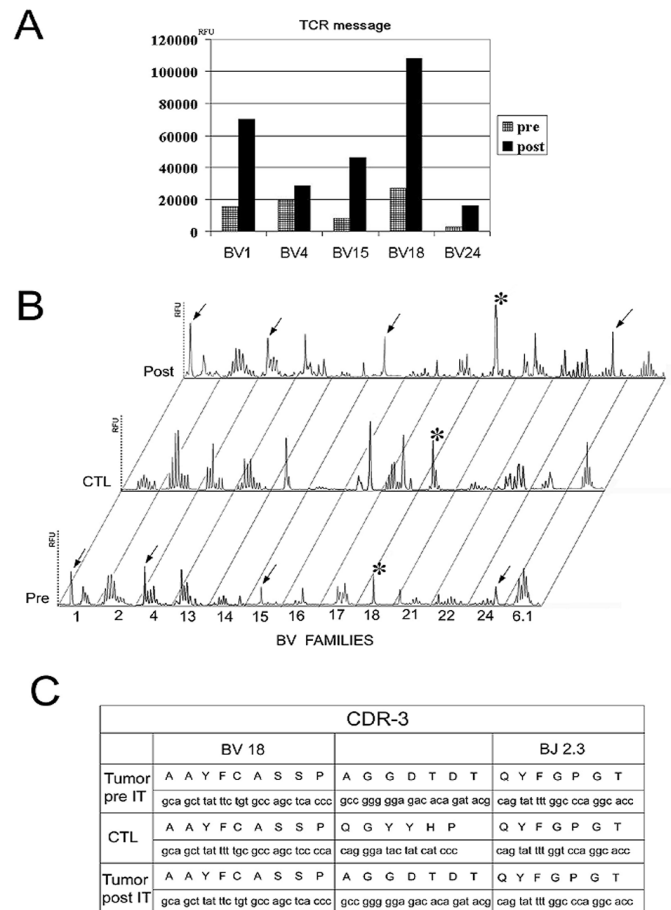 A
TCR message
RFU
120000
100000
80000
60000
40000
20000
0
BV1 BV4 BV15 BV18 BV24
pre
post
B
RFU
Post
RFU
CTL
RFU
Pre
1 2 4 13 14 15 16 17 18 21 22 24 6.1
BV FAMILIES
C
CDR-3
BV 18 BJ 2.3
Tumor pre IT
A A Y F C A S S P A G G D T D T Q Y F G P G T
gca gct tat ttc tgt gcc agc tca ccc gcc ggg gga gac aca gat acg cag tat ttt ggc cca ggc acc
CTL
A A Y F C A S S P Q G Y Y H P Q Y F G P G T
gca gct tat ttt tgc gcc agc tcc cca cag gga tac tat cat ccc cag tat ttt ggt cca ggc acc
Tumor post IT
A A Y F C A S S P A G G D T D T Q Y F G P G T
gca gct tat ttc tgt gcc agc tca ccc gcc ggg gga gac aca gat acg cag tat ttt ggc cca ggc acc